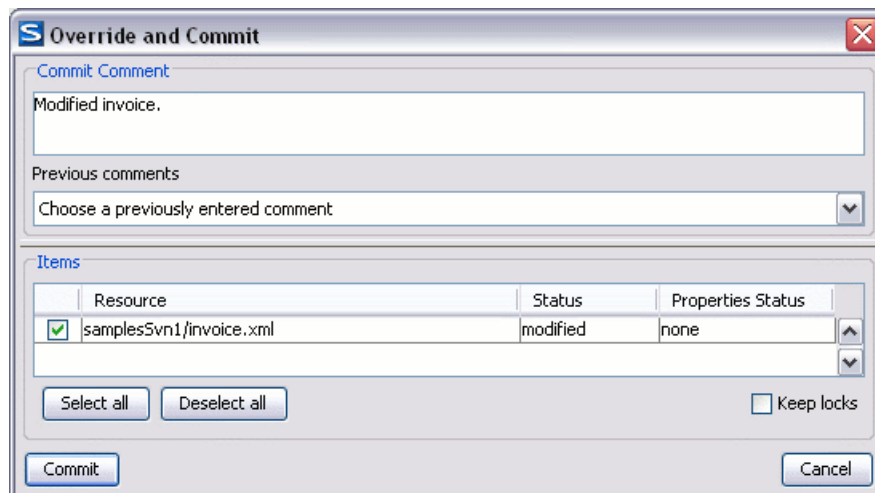 S Override and Commit
Commit Comment
Modified invoice.
Previous comments
Choose a previously entered comment
Items
Resource Status Properties Status
samplesSvn1/invoice.xml modified none
Select all Deselect all Keep locks
Commit Cancel